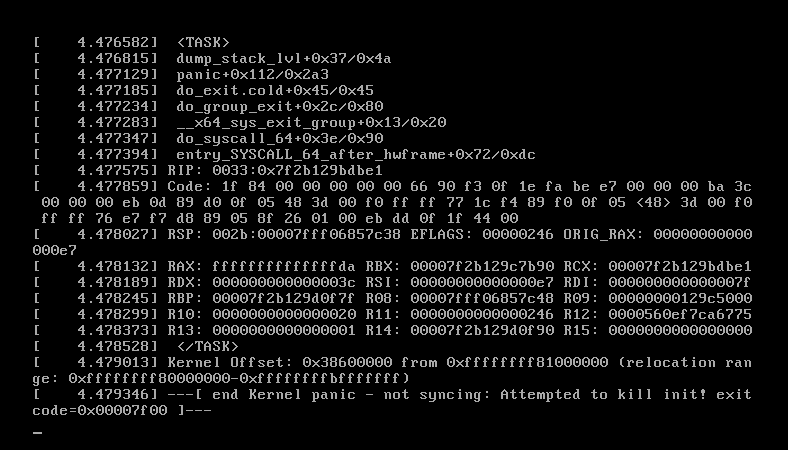 [    4.476582]  <TASK>
[    4.476815]  dump_stack_lvl+0x37/0x4a
[    4.477129]  panic+0x112/0x2a3
[    4.477185]  do_exit.cold+0x45/0x45
[    4.477234]  do_group_exit+0x2c/0x80
[    4.477283]  __x64_sys_exit_group+0x13/0x20
[    4.477347]  do_syscall_64+0x3e/0x90
[    4.477394]  entry_SYSCALL_64_after_hwframe+0x72/0xdc
[    4.477575] RIP: 0033:0x7f2b129bdbe1
[    4.477859] Code: 1f 84 00 00 00 00 00 66 90 f3 0f 1e fa be e7 00 00 00 ba 3c
 00 00 00 eb 0d 89 d0 0f 05 48 3d 00 f0 ff ff 77 1c f4 89 f0 0f 05 <48> 3d 00 f0
 ff ff 76 e7 f7 d8 89 05 8f 26 01 00 eb dd 0f 1f 44 00
[    4.478027] RSP: 002b:00007fff06857c38 EFLAGS: 00000246 ORIG_RAX: 00000000000
000e7
[    4.478132] RAX: ffffffffffffffda RBX: 00007f2b129c7b90 RCX: 00007f2b129bdbe1
[    4.478189] RDX: 000000000000003c RSI: 00000000000000e7 RDI: 000000000000007f
[    4.478245] RBP: 00007f2b129d0f7f R08: 00007fff06857c48 R09: 00000000129c5000
[    4.478299] R10: 0000000000000020 R11: 0000000000000246 R12: 0000560ef7ca6775
[    4.478373] R13: 0000000000000001 R14: 00007f2b129d0f90 R15: 0000000000000000
[    4.478528]  </TASK>
[    4.479013] Kernel Offset: 0x38600000 from 0xffffffff81000000 (relocation ran
ge: 0xffffffff80000000-0xffffffffbfffffff)
[    4.479346] ---[ end Kernel panic - not syncing: Attempted to kill init! exit
code=0x00007f00 ]---
_